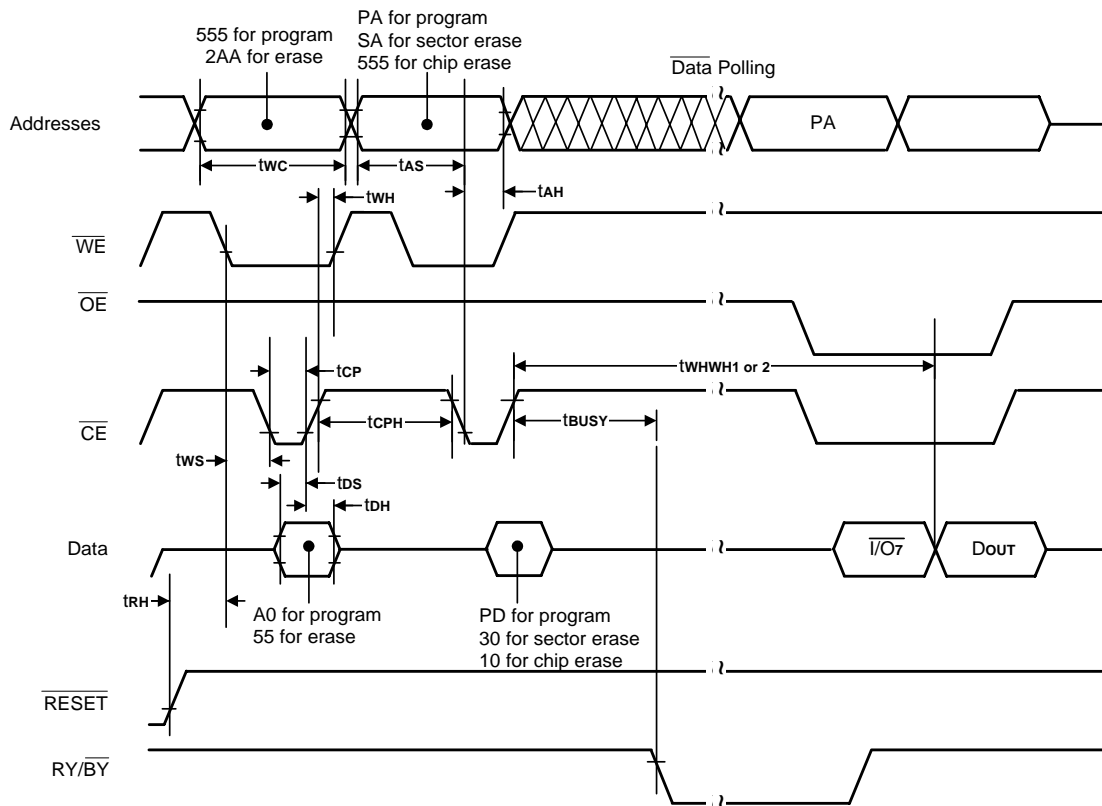 555 for program
2AA for erase
PA for program
SA for sector erase
555 for chip erase
Data Polling
Addresses
PA
tWC
tAS
tAH
tWH
WE
OE
tCP
tWHWH1 or 2
CE
tCPH
tBUSY
tWS
tDS
tDH
Data
I/O7
DOUT
tRH
A0 for program
55 for erase
PD for program
30 for sector erase
10 for chip erase
RESET
RY/BY